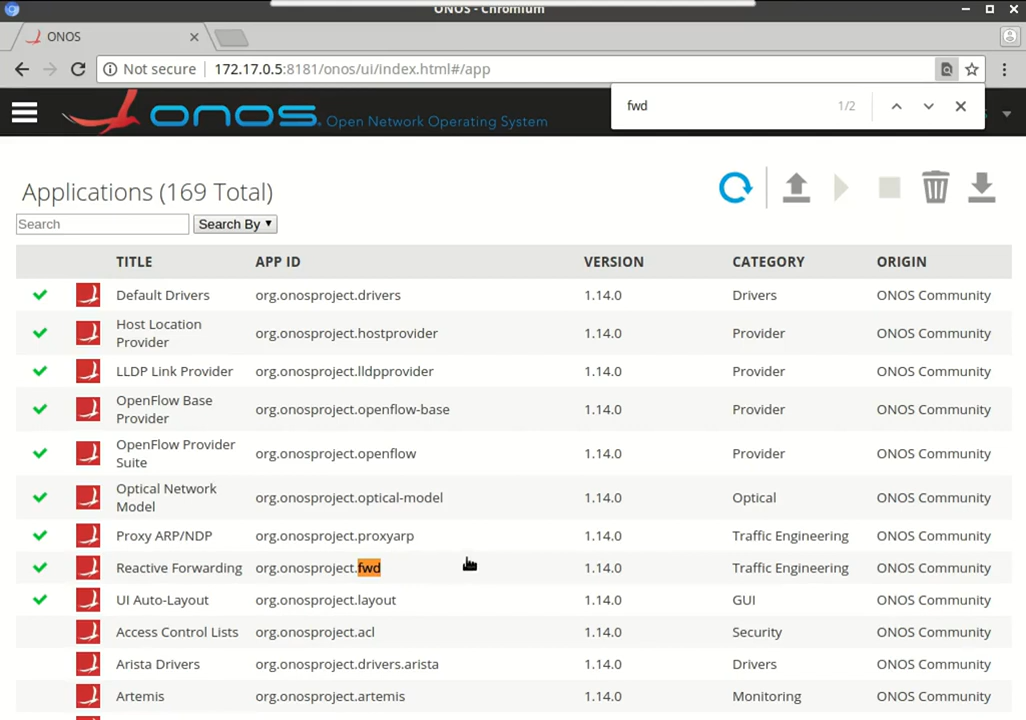 ONOS - Chromium
ONOS
Not secure 172.17.0.5:8181/onos/ui/index.html#/app
fwd 1/2
onos. Open Network Operating System
Applications (169 Total)
Search Search By
TITLE APP ID VERSION CATEGORY ORIGIN
Default Drivers org.onosproject.drivers 1.14.0 Drivers ONOS Community
Host Location
Provider org.onosproject.hostprovider 1.14.0 Provider ONOS Community
LLDP Link Provider org.onosproject.lldpprovider 1.14.0 Provider ONOS Community
OpenFlow Base
Provider org.onosproject.openflow-base 1.14.0 Provider ONOS Community
OpenFlow Provider
Suite org.onosproject.openflow 1.14.0 Provider ONOS Community
Optical Network
Model org.onosproject.optical-model 1.14.0 Optical ONOS Community
Proxy ARP/NDP org.onosproject.proxyarp 1.14.0 Traffic Engineering ONOS Community
Reactive Forwarding org.onosproject.fwd 1.14.0 Traffic Engineering ONOS Community
UI Auto-Layout org.onosproject.layout 1.14.0 GUI ONOS Community
Access Control Lists org.onosproject.acl 1.14.0 Security ONOS Community
Arista Drivers org.onosproject.drivers.arista 1.14.0 Drivers ONOS Community
Artemis org.onosproject.artemis 1.14.0 Monitoring ONOS Community